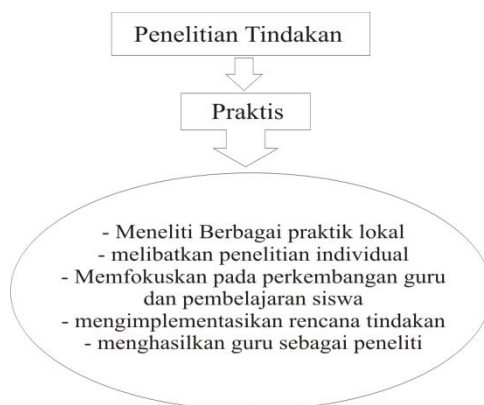 Penelitian Tindakan
Praktis
- Meneliti Berbagai praktik lokal
- melibatkan penelitian individual
- Memfokuskan pada perkembangan guru
dan pembelajaran siswa
- mengimplementasikan rencana tindakan
- menghasilkan guru sebagai peneliti